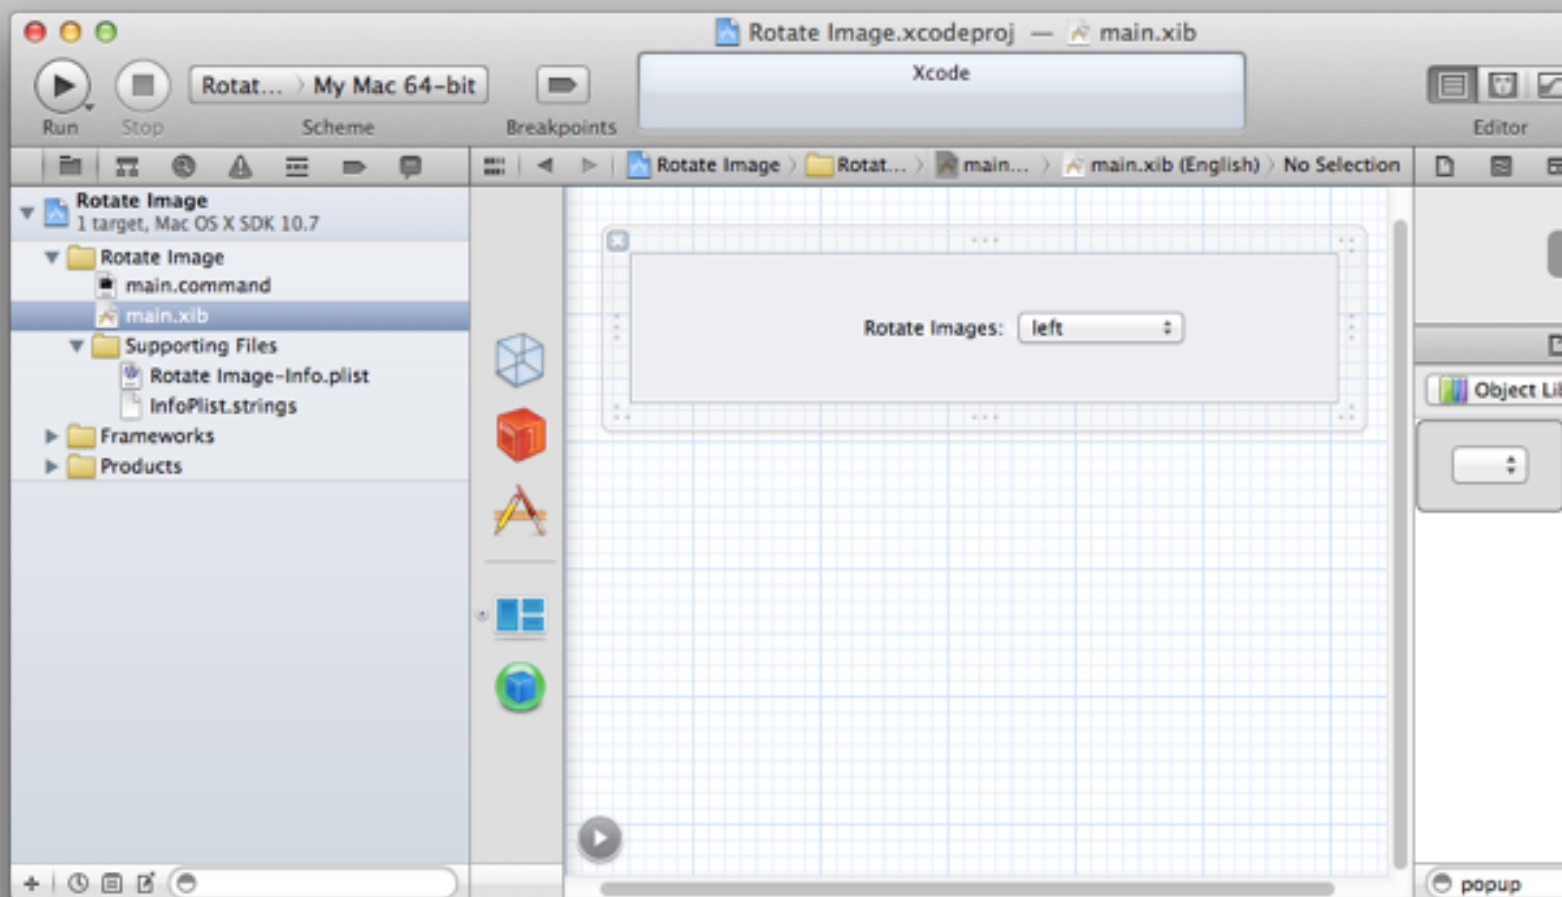 Rotate Image.xcodeproj — main.xib
Rotat... My Mac 64-bit
Xcode
Run Stop Scheme Breakpoints Editor
Rotate Image Rotat... main... main.xib (English) No Selection
Rotate Image
1 target, Mac OS X SDK 10.7
Rotate Image
main.command
main.xib
Supporting Files
Rotate Image-Info.plist
InfoPlist.strings
Frameworks
Products
Rotate Images: left
Object Lib
popup